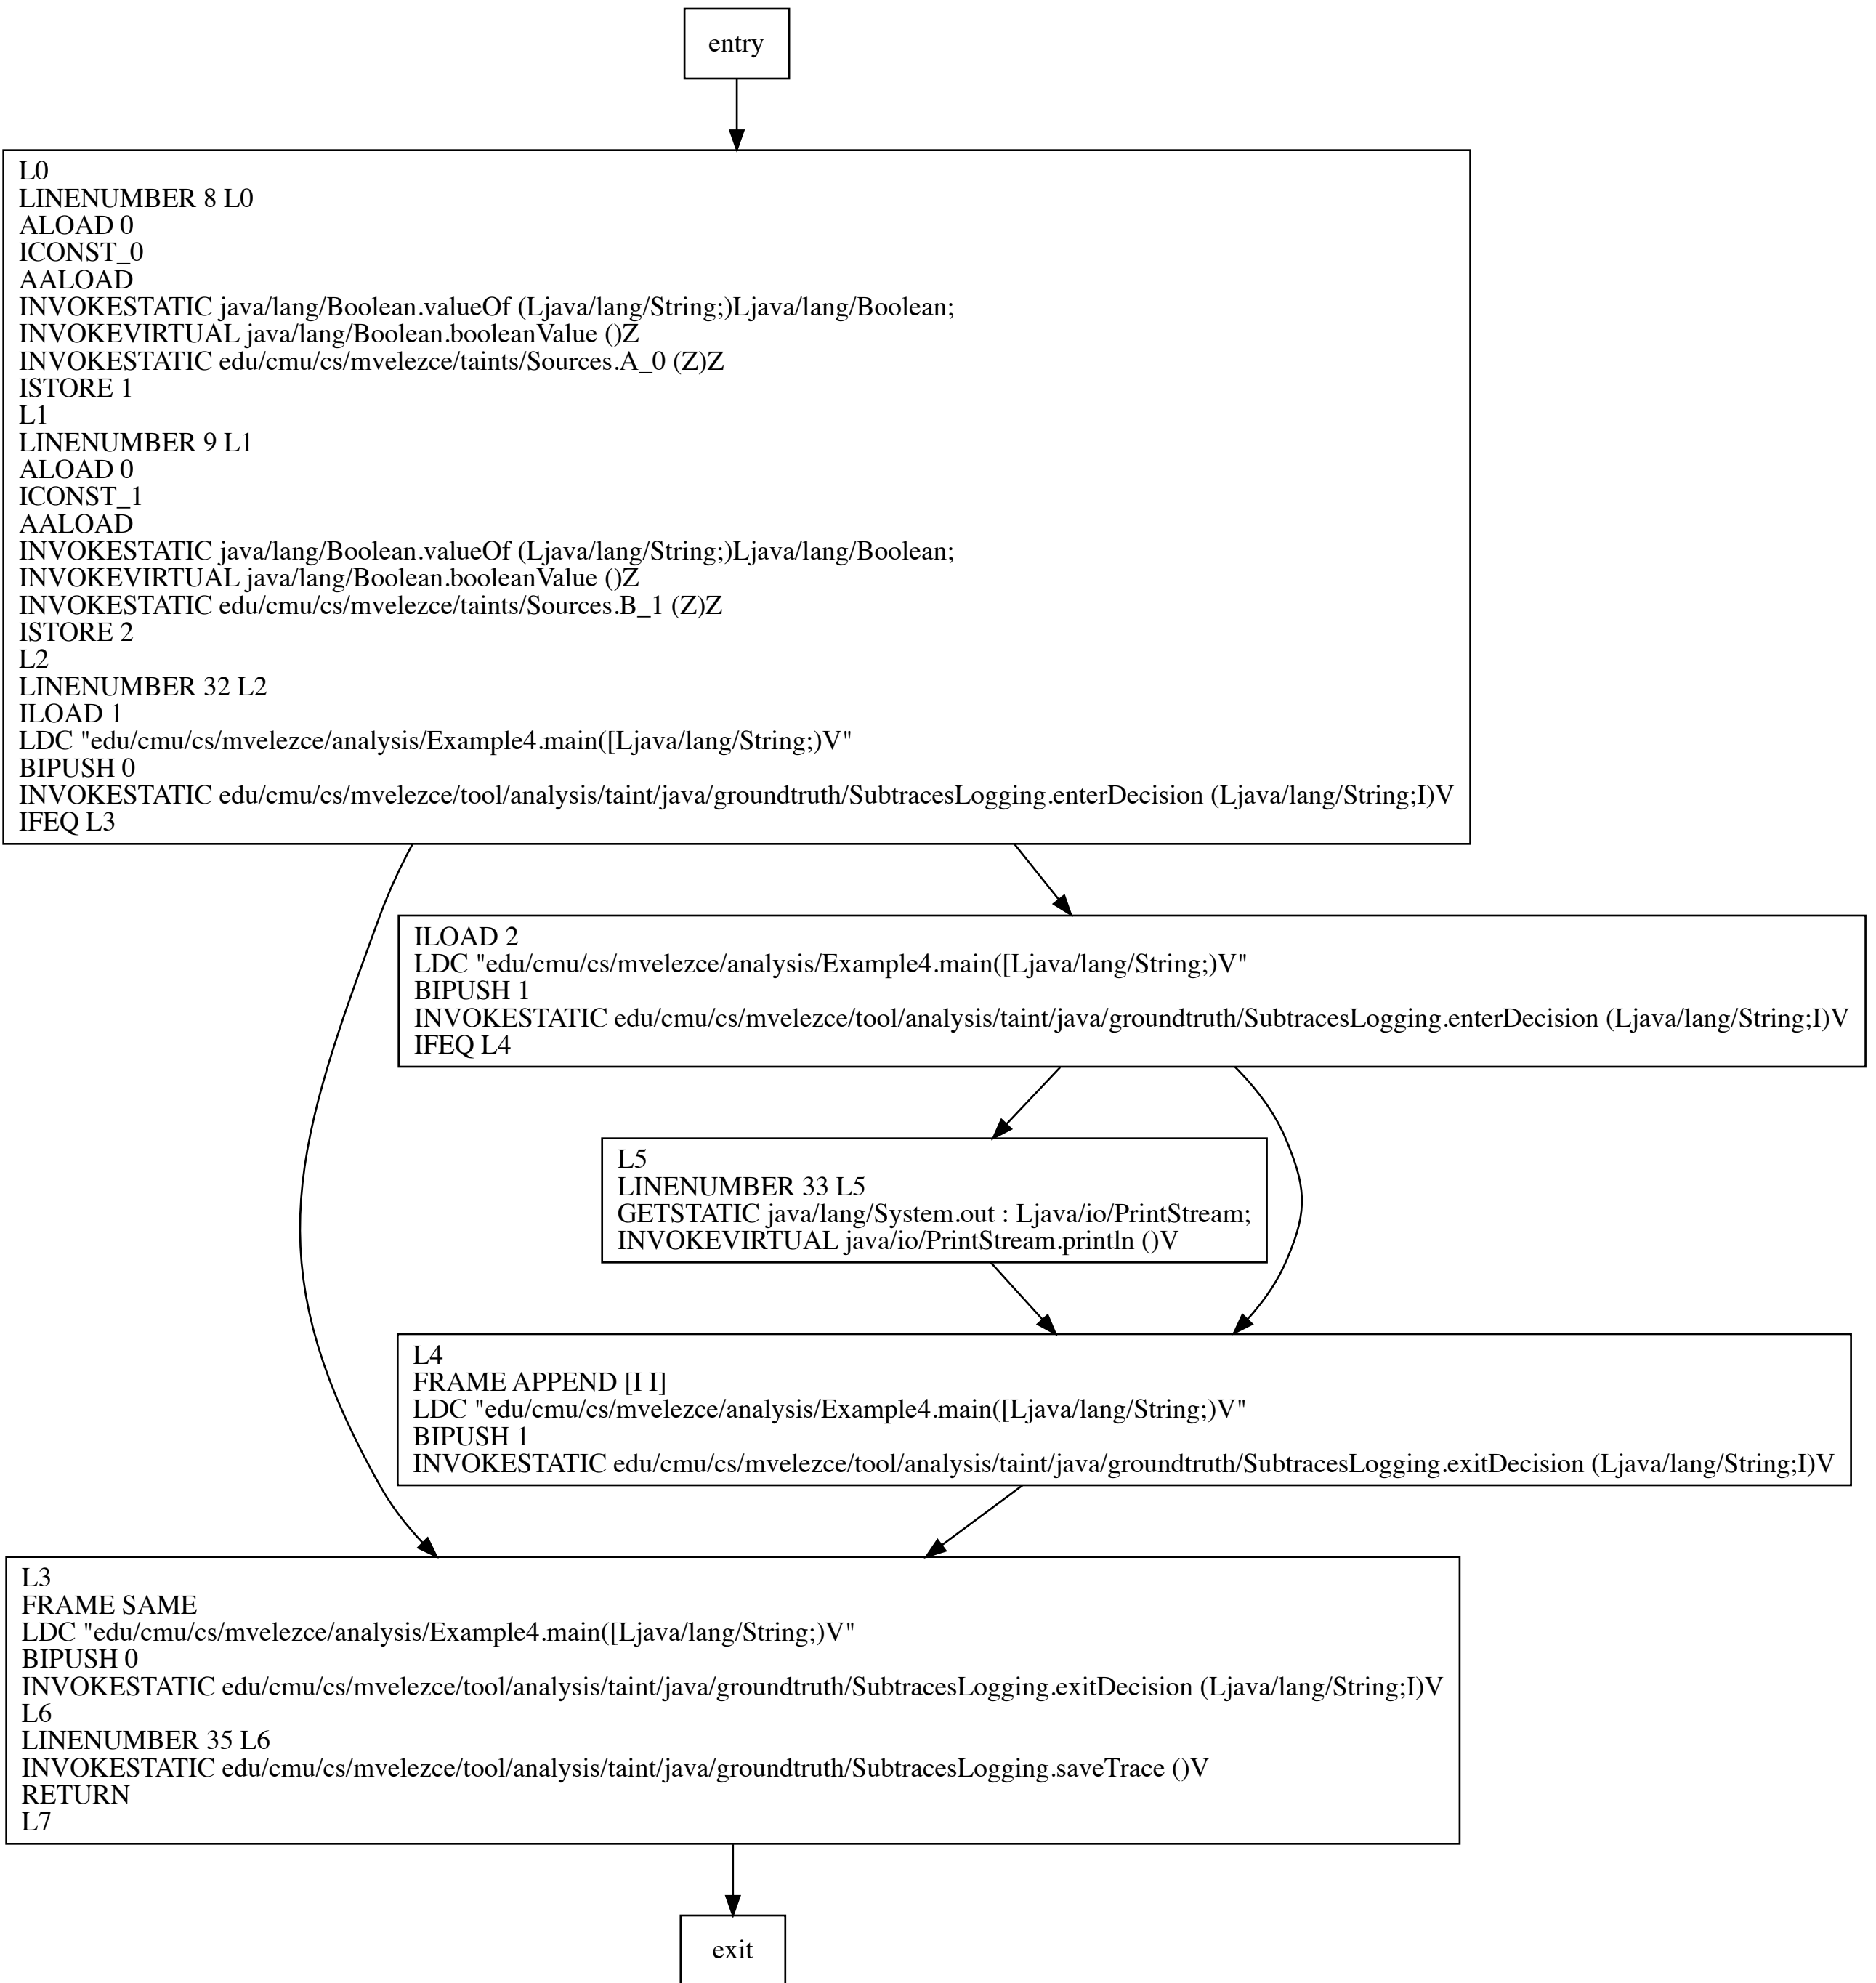 entry
L0
LINENUMBER 8 L0
ALOAD 0
ICONST_0
AALOAD
INVOKESTATIC java/lang/Boolean.valueOf (Ljava/lang/String;)Ljava/lang/Boolean;
INVOKEVIRTUAL java/lang/Boolean.booleanValue ()Z
INVOKESTATIC edu/cmu/cs/mvelezce/taints/Sources.A_0 (Z)Z
ISTORE 1
L1
LINENUMBER 9 L1
ALOAD 0
ICONST_1
AALOAD
INVOKESTATIC java/lang/Boolean.valueOf (Ljava/lang/String;)Ljava/lang/Boolean;
INVOKEVIRTUAL java/lang/Boolean.booleanValue ()Z
INVOKESTATIC edu/cmu/cs/mvelezce/taints/Sources.B_1 (Z)Z
ISTORE 2
L2
LINENUMBER 32 L2
ILOAD 1
LDC "edu/cmu/cs/mvelezce/analysis/Example4.main([Ljava/lang/String;)V"
BIPUSH 0
INVOKESTATIC edu/cmu/cs/mvelezce/tool/analysis/taint/java/groundtruth/SubtracesLogging.enterDecision (Ljava/lang/String;I)V
IFEQ L3
ILOAD 2
LDC "edu/cmu/cs/mvelezce/analysis/Example4.main([Ljava/lang/String;)V"
BIPUSH 1
INVOKESTATIC edu/cmu/cs/mvelezce/tool/analysis/taint/java/groundtruth/SubtracesLogging.enterDecision (Ljava/lang/String;I)V
IFEQ L4
L5
LINENUMBER 33 L5
GETSTATIC java/lang/System.out : Ljava/io/PrintStream;
INVOKEVIRTUAL java/io/PrintStream.println ()V
L4
FRAME APPEND [I I]
LDC "edu/cmu/cs/mvelezce/analysis/Example4.main([Ljava/lang/String;)V"
BIPUSH 1
INVOKESTATIC edu/cmu/cs/mvelezce/tool/analysis/taint/java/groundtruth/SubtracesLogging.exitDecision (Ljava/lang/String;I)V
L3
FRAME SAME
LDC "edu/cmu/cs/mvelezce/analysis/Example4.main([Ljava/lang/String;)V"
BIPUSH 0
INVOKESTATIC edu/cmu/cs/mvelezce/tool/analysis/taint/java/groundtruth/SubtracesLogging.exitDecision (Ljava/lang/String;I)V
L6
LINENUMBER 35 L6
INVOKESTATIC edu/cmu/cs/mvelezce/tool/analysis/taint/java/groundtruth/SubtracesLogging.saveTrace ()V
RETURN
L7
exit